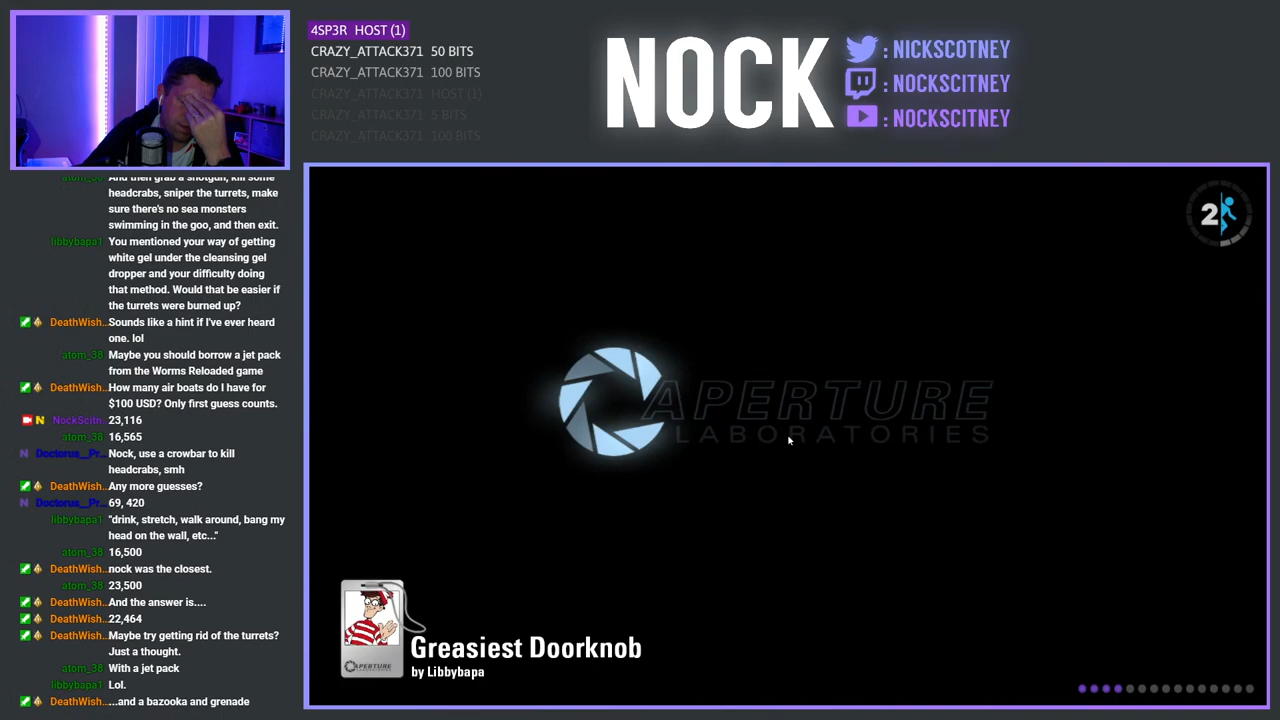 4SP3R HOST (1)
CRAZY_ATTACK371 50 BITS
CRAZY_ATTACK371 100 BITS
CRAZY_ATTACK371 HOST (1)
CRAZY_ATTACK371 5 BITS
CRAZY_ATTACK371 100 BITS
NOCK
: NICKSCOTNEY
: NOCKSCITNEY
: NOCKSCITNEY
atom_38: And then grab a shotgun, kill some
headcrabs, sniper the turrets, make
sure there's no sea monsters
swimming in the goo, and then exit.
libbybapa1: You mentioned your way of getting
white gel under the cleansing gel
dropper and your difficulty doing
that method. Would that be easier if
the turrets were burned up?
DeathWish... Sounds like a hint if I've ever heard
one. lol
atom_38: Maybe you should borrow a jet pack
from the Worms Reloaded game
DeathWish... How many air boats do I have for
$100 USD? Only first guess counts.
N NockScitn... 23,116
atom_38: 16,565
N Doctorus__Pr... Nock, use a crowbar to kill
headcrabs, smh
DeathWish... Any more guesses?
N Doctorus__Pr... 69, 420
libbybapa1: "drink, stretch, walk around, bang my
head on the wall, etc..."
atom_38: 16,500
DeathWish... nock was the closest.
atom_38: 23,500
DeathWish... And the answer is....
DeathWish... 22,464
DeathWish... Maybe try getting rid of the turrets?
Just a thought.
atom_38: With a jet pack
libbybapa1: Lol.
DeathWish... ...and a bazooka and grenade
2
APERTURE
LABORATORIES
APERTURE
Greasiest Doorknob
by Libbybapa